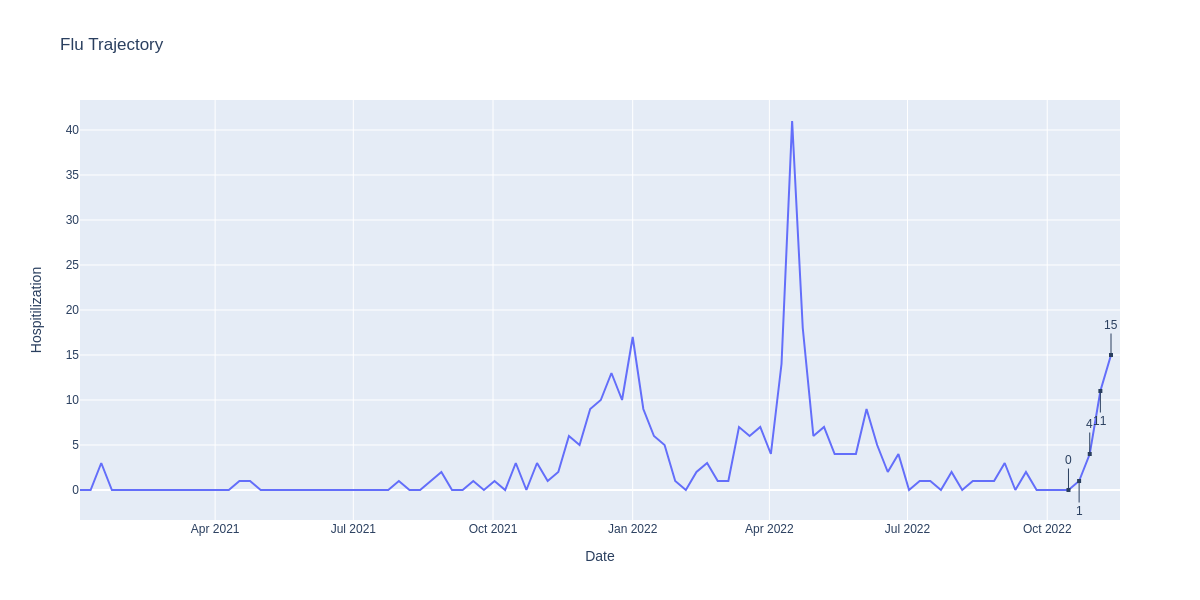 Flu Trajectory
Hospitilization
40
35
30
25
20
15
10
5
0
15
11
4
0
1
Apr 2021
Jul 2021
Oct 2021
Jan 2022
Apr 2022
Jul 2022
Oct 2022
Date